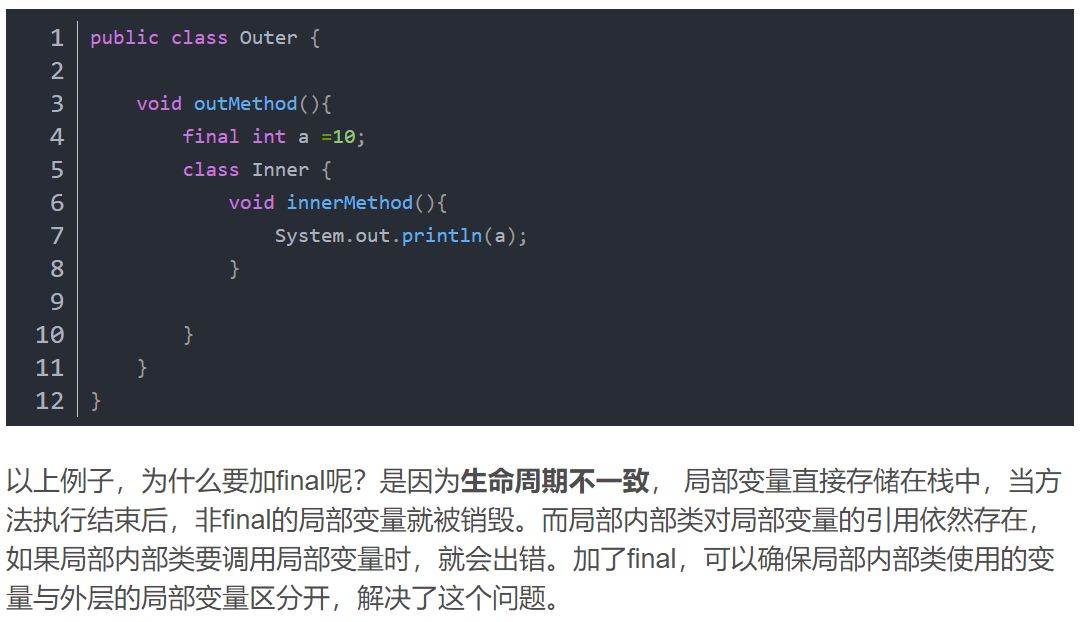 1 public class Outer {
2
3     void outMethod(){
4         final int a =10;
5         class Inner {
6             void innerMethod(){
7                 System.out.println(a);
8             }
9
10         }
11     }
12 }
以上例子，为什么要加final呢？是因为生命周期不一致， 局部变量直接存储在栈中，当方
法执行结束后，非final的局部变量就被销毁。而局部内部类对局部变量的引用依然存在，
如果局部内部类要调用局部变量时，就会出错。加了final，可以确保局部内部类使用的变
量与外层的局部变量区分开，解决了这个问题。